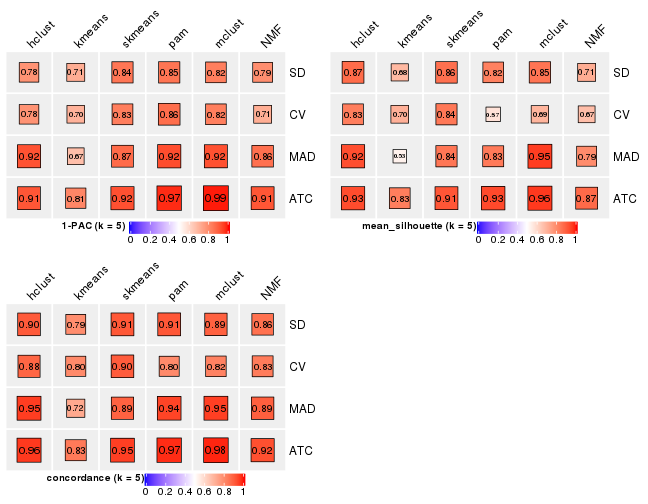 hclust kmeans skmeans pam mclust NMF
0.78 0.71 0.84 0.85 0.82 0.79 SD
0.78 0.70 0.83 0.86 0.82 0.71 CV
0.92 0.67 0.87 0.92 0.92 0.86 MAD
0.91 0.81 0.92 0.97 0.99 0.91 ATC
1-PAC (k = 5)
0 0.2 0.4 0.6 0.8 1
hclust kmeans skmeans pam mclust NMF
0.87 0.68 0.86 0.82 0.85 0.71 SD
0.83 0.70 0.84 0.57 0.69 0.67 CV
0.92 0.53 0.84 0.83 0.95 0.79 MAD
0.93 0.83 0.91 0.93 0.96 0.87 ATC
mean_silhouette (k = 5)
0 0.2 0.4 0.6 0.8 1
hclust kmeans skmeans pam mclust NMF
0.90 0.79 0.91 0.91 0.89 0.86 SD
0.88 0.80 0.90 0.80 0.82 0.83 CV
0.95 0.72 0.89 0.94 0.95 0.89 MAD
0.96 0.83 0.95 0.97 0.98 0.92 ATC
concordance (k = 5)
0 0.2 0.4 0.6 0.8 1